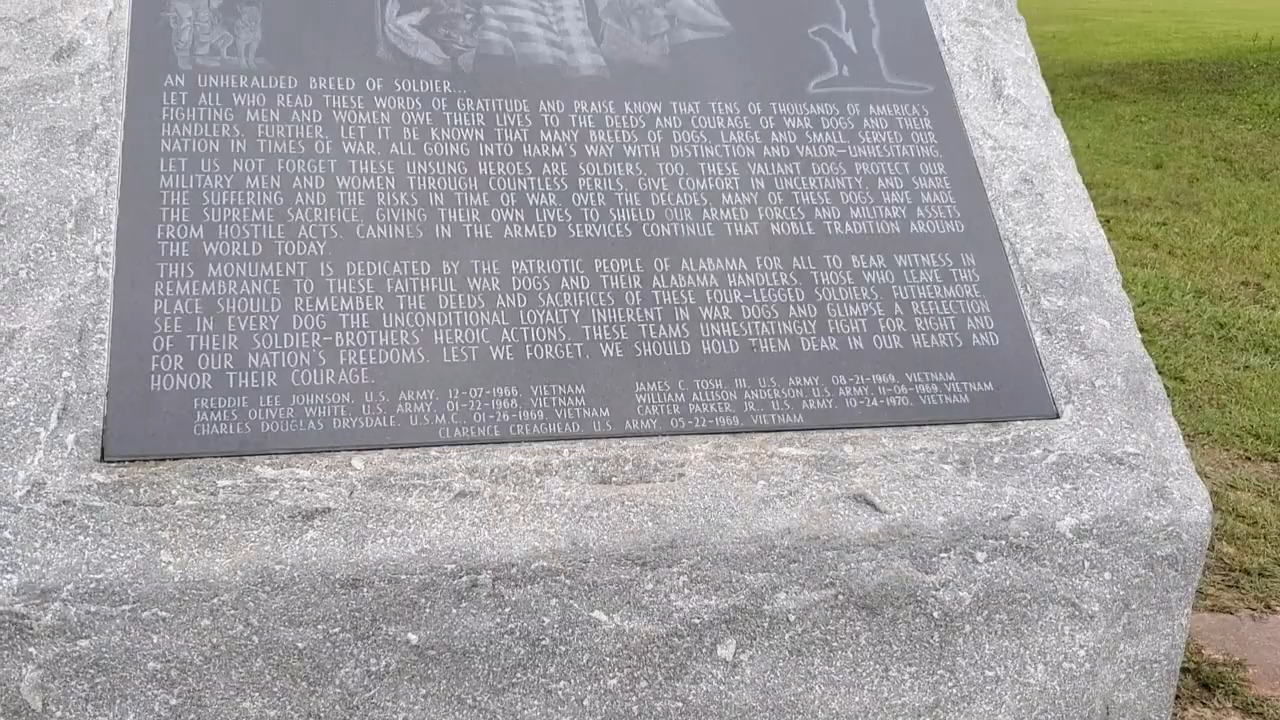 AN UNHERALDED BREED OF SOLDIER...
LET ALL WHO READ THESE WORDS OF GRATITUDE AND PRAISE KNOW THAT TENS OF THOUSANDS OF AMERICA'S
FIGHTING MEN AND WOMEN OWE THEIR LIVES TO THE DEEDS AND COURAGE OF WAR DOGS AND THEIR
HANDLERS. FURTHER, LET IT BE KNOWN THAT MANY BREEDS OF DOGS, LARGE AND SMALL, SERVED OUR
NATION IN TIMES OF WAR, ALL GOING INTO HARM'S WAY WITH DISTINCTION AND VALOR—UNHESITATING.
LET US NOT FORGET THESE UNSUNG HEROES ARE SOLDIERS, TOO. THESE VALIANT DOGS PROTECT OUR
MILITARY MEN AND WOMEN THROUGH COUNTLESS PERILS, GIVE COMFORT IN UNCERTAINTY, AND SHARE
THE SUFFERING AND THE RISKS IN TIME OF WAR. OVER THE DECADES, MANY OF THESE DOGS HAVE MADE
THE SUPREME SACRIFICE, GIVING THEIR OWN LIVES TO SHIELD OUR ARMED FORCES AND MILITARY ASSETS
FROM HOSTILE ACTS. CANINES IN THE ARMED SERVICES CONTINUE THAT NOBLE TRADITION AROUND
THE WORLD TODAY.
THIS MONUMENT IS DEDICATED BY THE PATRIOTIC PEOPLE OF ALABAMA FOR ALL TO BEAR WITNESS IN
REMEMBRANCE TO THESE FAITHFUL WAR DOGS AND THEIR ALABAMA HANDLERS. THOSE WHO LEAVE THIS
PLACE SHOULD REMEMBER THE DEEDS AND SACRIFICES OF THESE FOUR-LEGGED SOLDIERS. FUTHERMORE,
SEE IN EVERY DOG THE UNCONDITIONAL LOYALTY INHERENT IN WAR DOGS AND GLIMPSE A REFLECTION
OF THEIR SOLDIER-BROTHERS' HEROIC ACTIONS. THESE TEAMS UNHESITATINGLY FIGHT FOR RIGHT AND
FOR OUR NATION'S FREEDOMS. LEST WE FORGET, WE SHOULD HOLD THEM DEAR IN OUR HEARTS AND
HONOR THEIR COURAGE.
FREDDIE LEE JOHNSON, U.S. ARMY, 12-07-1966, VIETNAM
JAMES OLIVER WHITE, U.S. ARMY, 01-22-1968, VIETNAM
CHARLES DOUGLAS DRYSDALE, U.S.M.C., 01-26-1969, VIETNAM
JAMES C. TOSH, III, U.S. ARMY, 08-21-1969, VIETNAM
WILLIAM ALLISON ANDERSON, U.S. ARMY, 11-06-1969, VIETNAM
CARTER PARKER, JR., U.S. ARMY, 10-24-1970, VIETNAM
CLARENCE CREAGHEAD, U.S. ARMY, 05-22-1969, VIETNAM